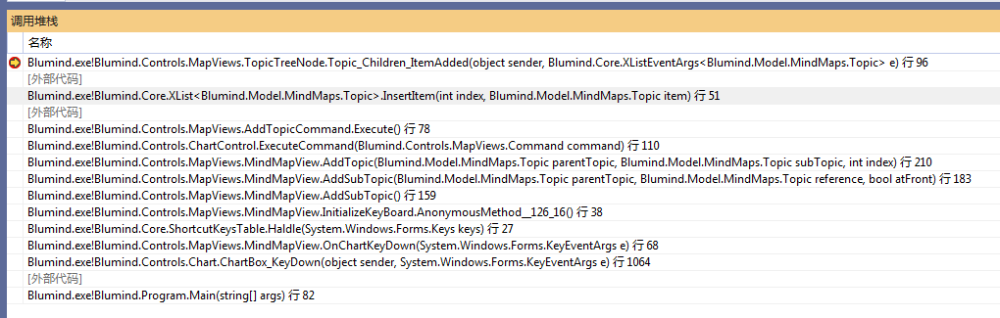 调用堆栈
名称
Blumind.exe!Blumind.Controls.MapViews.TopicTreeNode.Topic_Children_ItemAdded(object sender, Blumind.Core.XListEventArgs<Blumind.Model.MindMaps.Topic> e) 行 96
[外部代码]
Blumind.exe!Blumind.Core.XList<Blumind.Model.MindMaps.Topic>.InsertItem(int index, Blumind.Model.MindMaps.Topic item) 行 51
[外部代码]
Blumind.exe!Blumind.Controls.MapViews.AddTopicCommand.Execute() 行 78
Blumind.exe!Blumind.Controls.ChartControl.ExecuteCommand(Blumind.Controls.MapViews.Command command) 行 110
Blumind.exe!Blumind.Controls.MapViews.MindMapView.AddTopic(Blumind.Model.MindMaps.Topic parentTopic, Blumind.Model.MindMaps.Topic subTopic, int index) 行 210
Blumind.exe!Blumind.Controls.MapViews.MindMapView.AddSubTopic(Blumind.Model.MindMaps.Topic parentTopic, Blumind.Model.MindMaps.Topic reference, bool atFront) 行 183
Blumind.exe!Blumind.Controls.MapViews.MindMapView.AddSubTopic() 行 159
Blumind.exe!Blumind.Controls.MapViews.MindMapView.InitializeKeyBoard.AnonymousMethod__126_16() 行 38
Blumind.exe!Blumind.Core.ShortcutKeysTable.Haldle(System.Windows.Forms.Keys keys) 行 27
Blumind.exe!Blumind.Controls.MapViews.MindMapView.OnChartKeyDown(System.Windows.Forms.KeyEventArgs e) 行 68
Blumind.exe!Blumind.Controls.Chart.ChartBox_KeyDown(object sender, System.Windows.Forms.KeyEventArgs e) 行 1064
[外部代码]
Blumind.exe!Blumind.Program.Main(string[] args) 行 82